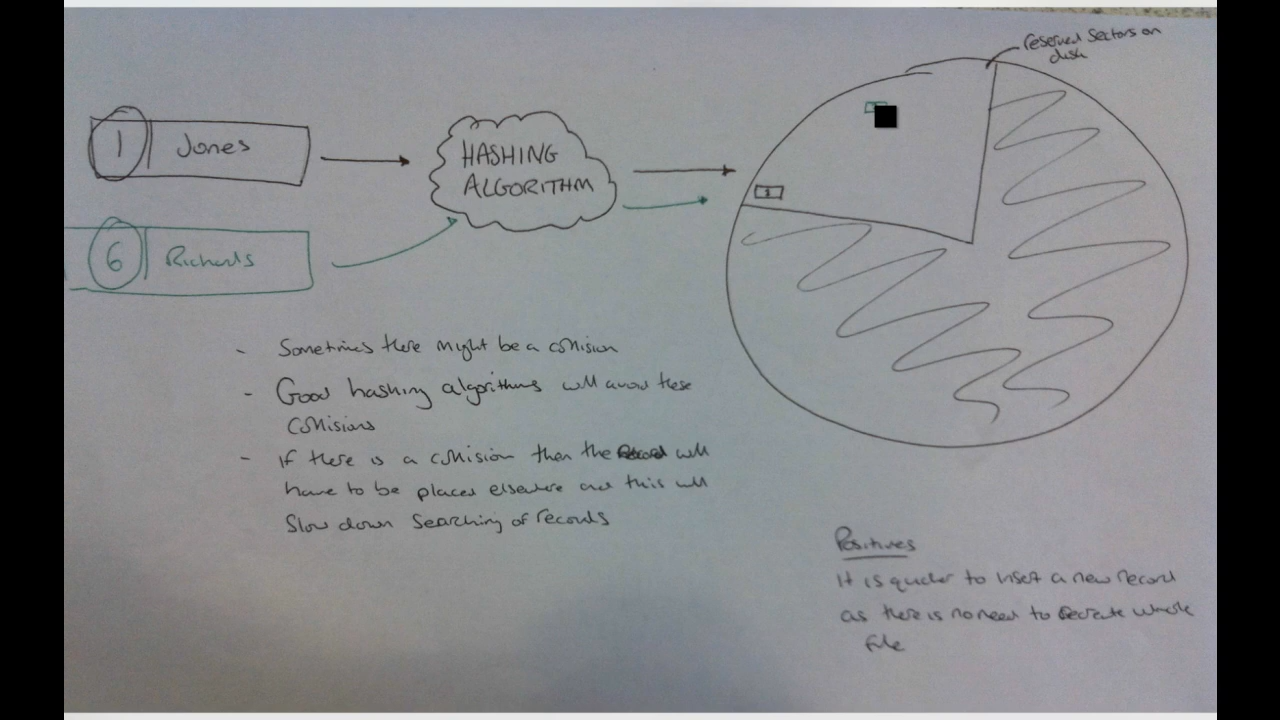 reserved sectors on
disk
1 Jones
HASHING
ALGORITHM
6 Richards
- Sometimes there might be a collision
- Good hashing algorithms will avoid these
collisions
- If there is a collision then the record will
have to be placed elsewhere and this will
slow down searching of records
Positives
It is quicker to insert a new record
as there is no need to recreate whole
file